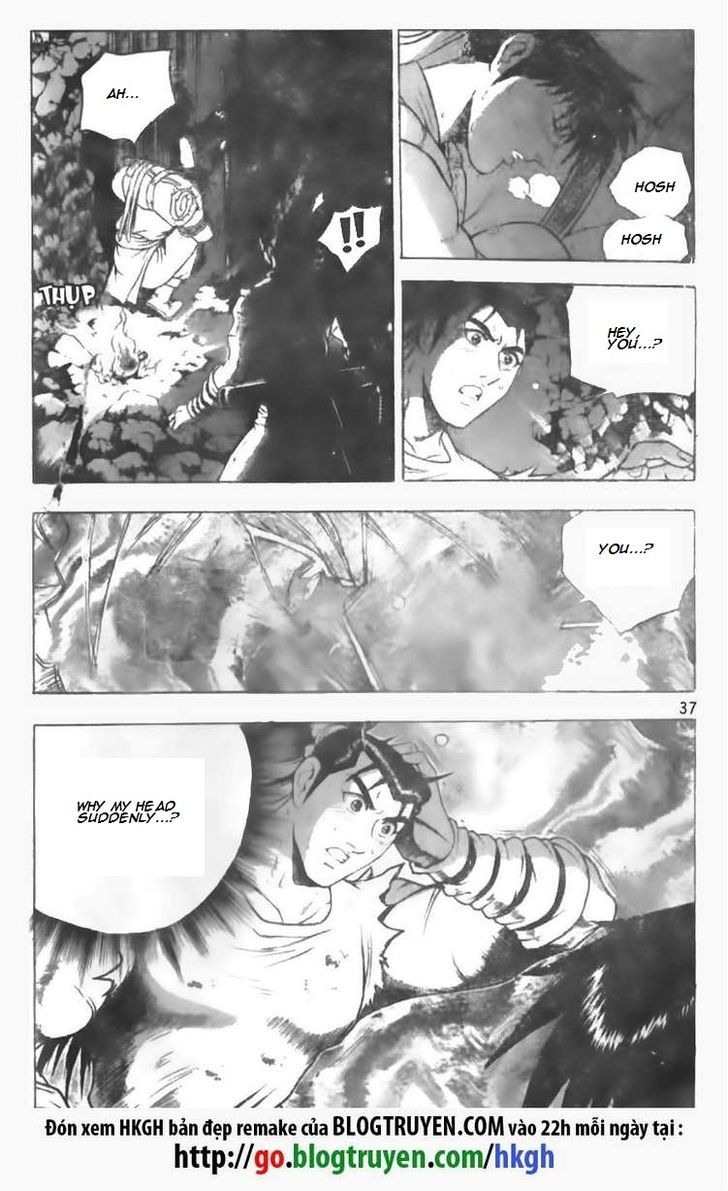 AH...
!!
THỤP
HOSH
HOSH
HEY,
YOU...?
YOU...?
37
WHY MY HEAD
SUDDENLY...?
Đón xem HKGH bản đẹp remake của BLOGTRUYEN.COM vào 22h mỗi ngày tại :
http://go.blogtruyen.com/hkgh